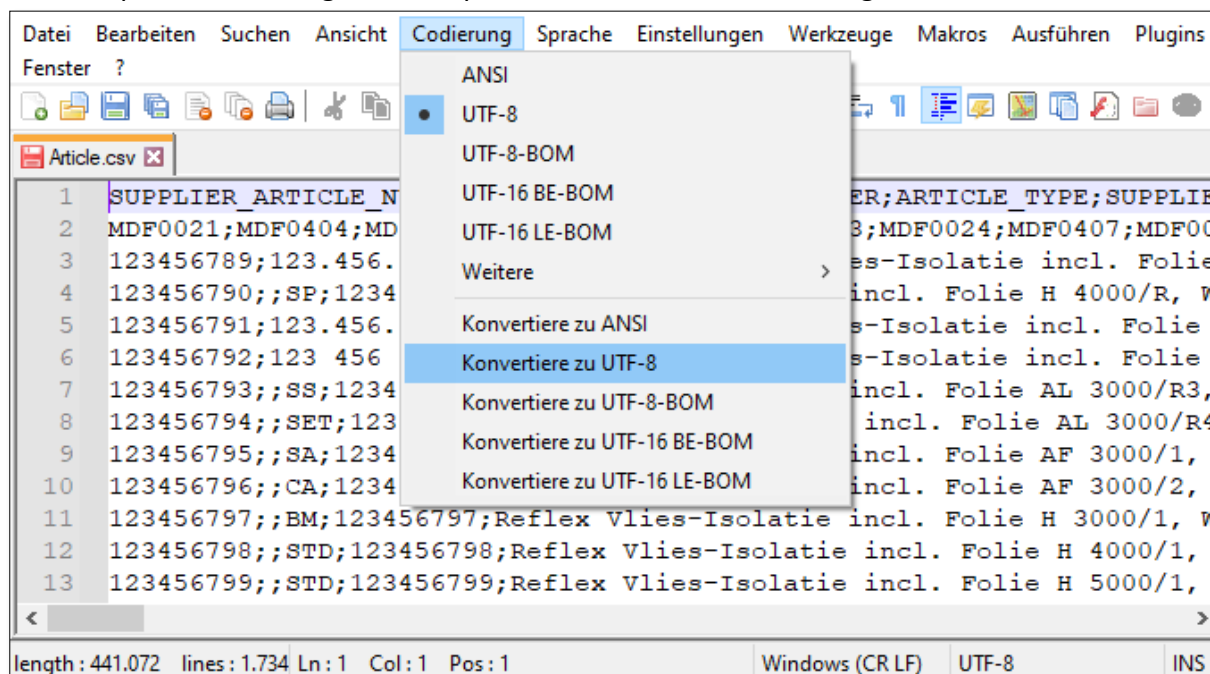 Datei Bearbeiten Suchen Ansicht Codierung Sprache Einstellungen Werkzeuge Makros Ausführen Plugins
Fenster ?
ANSI
UTF-8
UTF-8-BOM
UTF-16 BE-BOM
UTF-16 LE-BOM
Weitere >
Konvertiere zu ANSI
Konvertiere zu UTF-8
Konvertiere zu UTF-8-BOM
Konvertiere zu UTF-16 BE-BOM
Konvertiere zu UTF-16 LE-BOM
Article.csv
1 SUPPLIER_ARTICLE_N ER;ARTICLE_TYPE;SUPPLIE
2 MDF0021;MDF0404;MD 3;MDF0024;MDF0407;MDF00
3 123456789;123.456. es-Isolatie incl. Folie
4 123456790;;SP;1234 incl. Folie H 4000/R, W
5 123456791;123.456. s-Isolatie incl. Folie
6 123456792;123 456 s-Isolatie incl. Folie
7 123456793;;SS;1234 incl. Folie AL 3000/R3,
8 123456794;;SET;123 incl. Folie AL 3000/R4
9 123456795;;SA;1234 incl. Folie AF 3000/1,
10 123456796;;CA;1234 incl. Folie AF 3000/2,
11 123456797;;BM;123456797;Reflex Vlies-Isolatie incl. Folie H 3000/1, W
12 123456798;;STD;123456798;Reflex Vlies-Isolatie incl. Folie H 4000/1,
13 123456799;;STD;123456799;Reflex Vlies-Isolatie incl. Folie H 5000/1,
length : 441.072 lines : 1.734 Ln : 1 Col : 1 Pos : 1 Windows (CR LF) UTF-8 INS